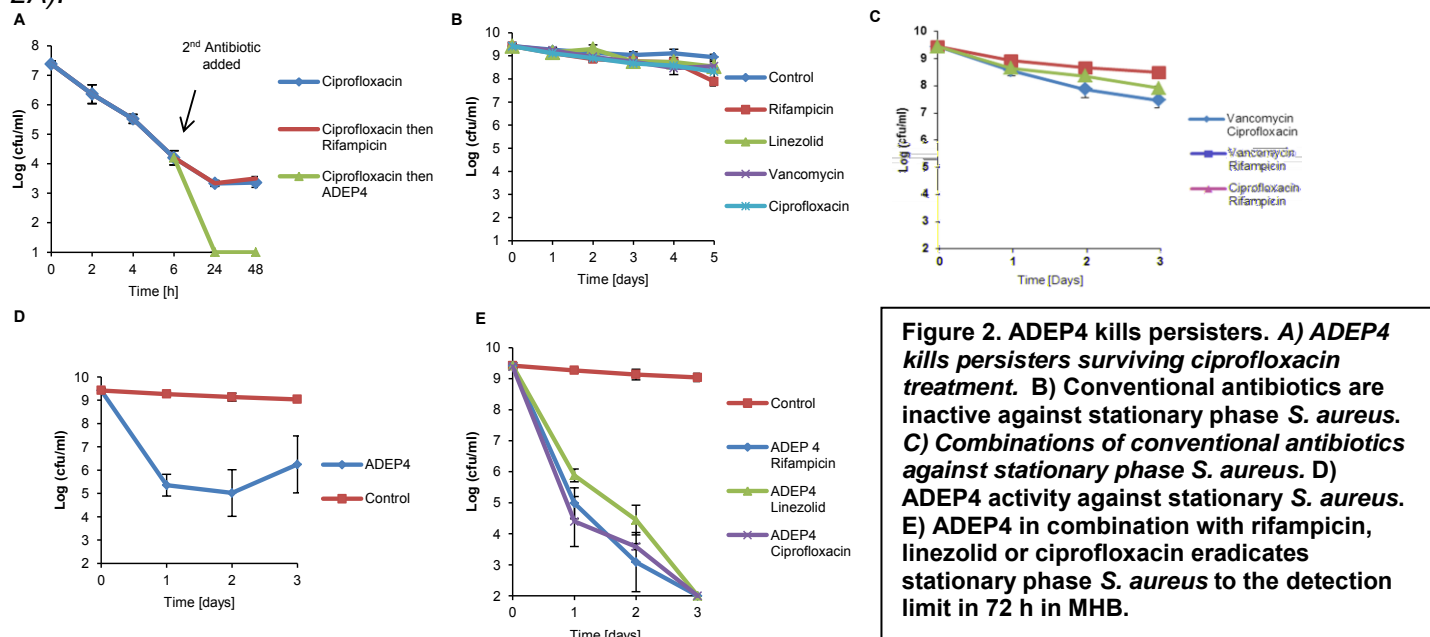 2A).
A
8
7
6
5
4
3
2
1
Log (cfu/ml)
0 2 4 6 24 48
Time [h]
2nd Antibiotic
added
Ciprofloxacin
Ciprofloxacin then
Rifampicin
Ciprofloxacin then
ADEP4
B
10
9
8
7
6
5
4
3
2
1
Log (cfu/ml)
0 1 2 3 4 5
Time [days]
Control
Rifampicin
Linezolid
Vancomycin
Ciprofloxacin
C
10
9
8
7
6
5
4
3
2
Log (cfu/ml)
0 1 2 3
Time [Days]
Vancomycin
Ciprofloxacin
Vancomycin
Rifampicin
Ciprofloxacin
Rifampicin
D
10
9
8
7
6
5
4
3
2
Log (cfu/ml)
0 1 2 3
Time [days]
ADEP4
Control
E
10
9
8
7
6
5
4
3
2
Log (cfu/ml)
0 1 2 3
Time [days]
Control
ADEP 4
Rifampicin
ADEP4
Linezolid
ADEP4
Ciprofloxacin
Figure 2. ADEP4 kills persisters. A) ADEP4
kills persisters surviving ciprofloxacin
treatment. B) Conventional antibiotics are
inactive against stationary phase S. aureus.
C) Combinations of conventional antibiotics
against stationary phase S. aureus. D)
ADEP4 activity against stationary S. aureus.
E) ADEP4 in combination with rifampicin,
linezolid or ciprofloxacin eradicates
stationary phase S. aureus to the detection
limit in 72 h in MHB.